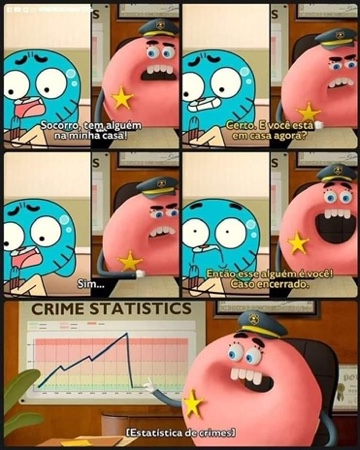 Socorro, tem alguém
na minha casa!
Certo. E você está
em casa agora?
Sim...
Então esse alguém é você!
Caso encerrado.
CRIME STATISTICS
[Estatística de crimes]